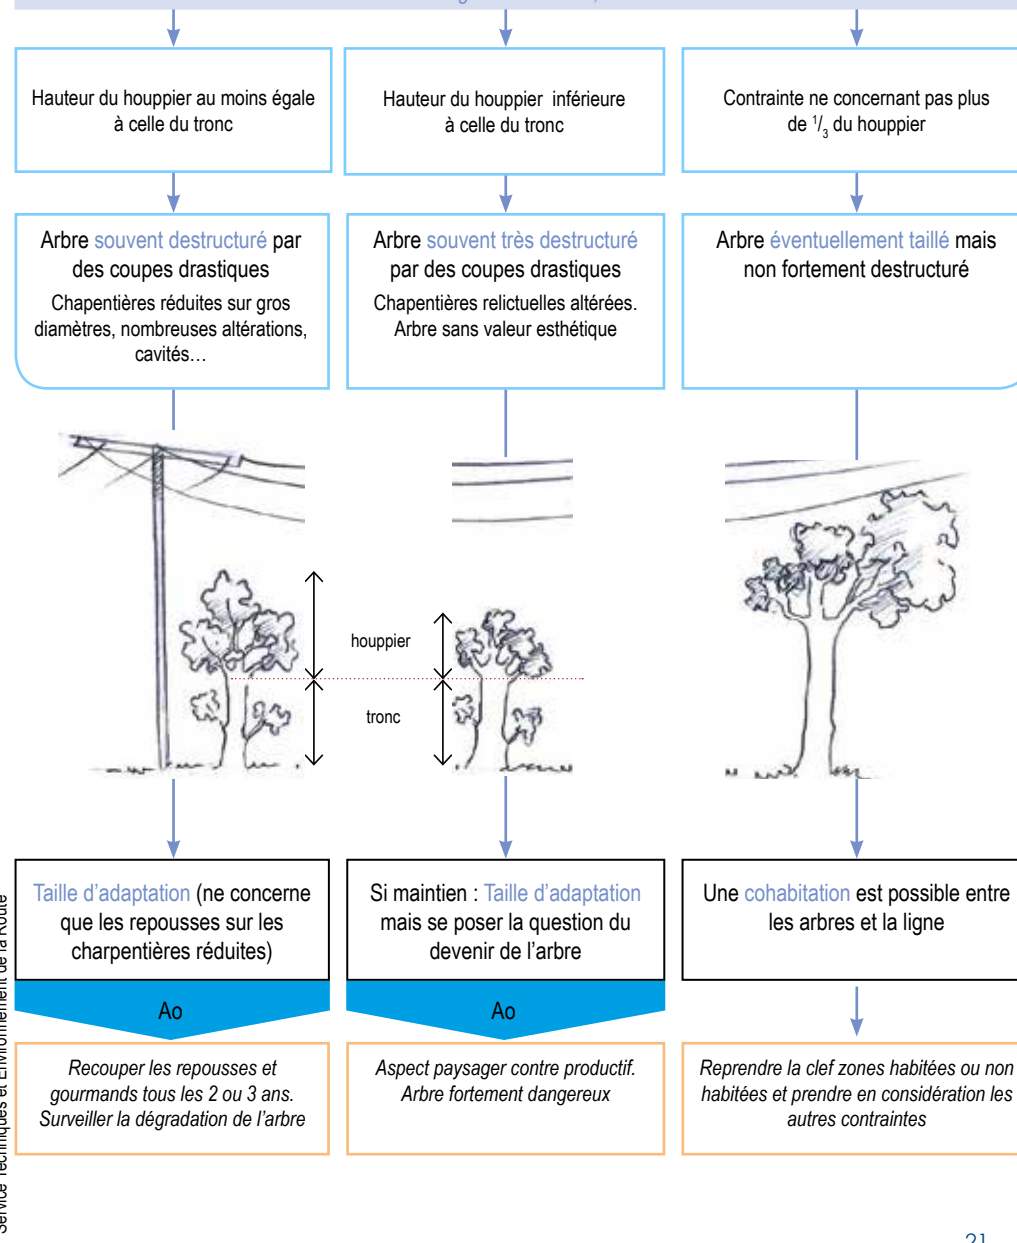 Hauteur du houppier au moins égale
à celle du tronc
Hauteur du houppier inférieure
à celle du tronc
Contrainte ne concernant pas plus
de 1/3 du houppier
Arbre souvent destructuré par
des coupes drastiques
Chapentières réduites sur gros
diamètres, nombreuses altérations,
cavités…
Arbre souvent très destructuré
par des coupes drastiques
Chapentières relictuelles altérées.
Arbre sans valeur esthétique
Arbre éventuellement taillé mais
non fortement destructuré
houppier
tronc
Taille d’adaptation (ne concerne
que les repousses sur les
charpentières réduites)
Si maintien : Taille d’adaptation
mais se poser la question du
devenir de l’arbre
Une cohabitation est possible entre
les arbres et la ligne
Ao
Ao
Recouper les repousses et
gourmands tous les 2 ou 3 ans.
Surveiller la dégradation de l’arbre
Aspect paysager contre productif.
Arbre fortement dangereux
Reprendre la clef zones habitées ou non
habitées et prendre en considération les
autres contraintes
Service Techniques et Environnement de la Route
21